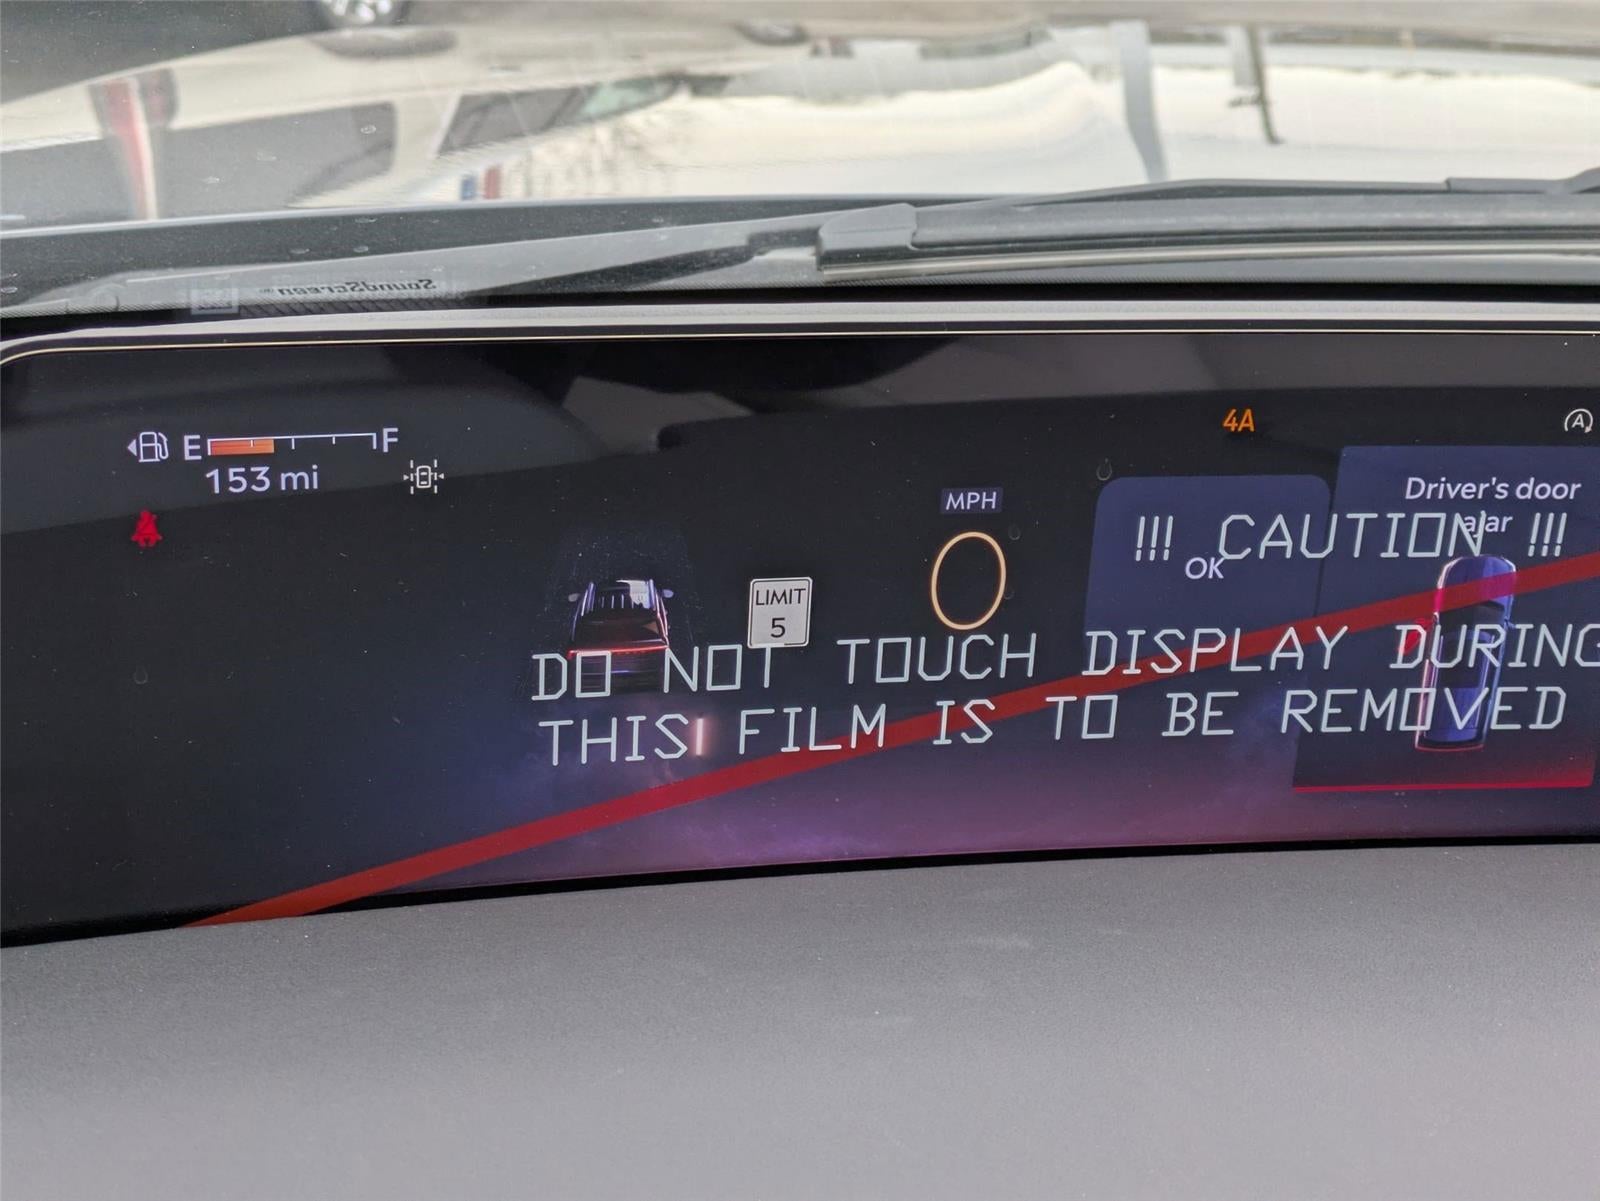 SoundScreen
E F
153 mi
4A
A
MPH
0
LIMIT
5
Driver's door
ajar
OK
!!! CAUTION !!!
DO NOT TOUCH DISPLAY DURING
THIS FILM IS TO BE REMOVED